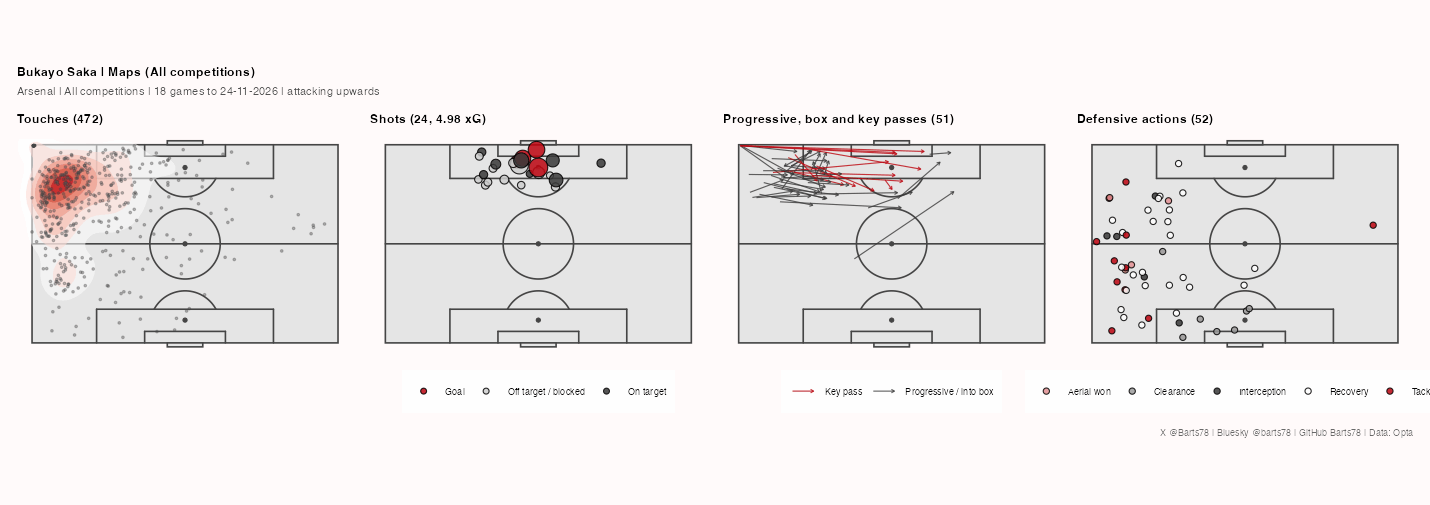 Bukayo Saka | Maps (All competitions)
Arsenal | All competitions | 18 games to 24-11-2026 | attacking upwards
Touches (472)
Shots (24, 4.98 xG)
Progressive, box and key passes (51)
Defensive actions (52)
Goal
Off target / blocked
On target
Key pass
Progressive / into box
Aerial won
Clearance
Interception
Recovery
Tack
X @Barts78 | Bluesky @barts78 | GitHub Barts78 | Data: Opta